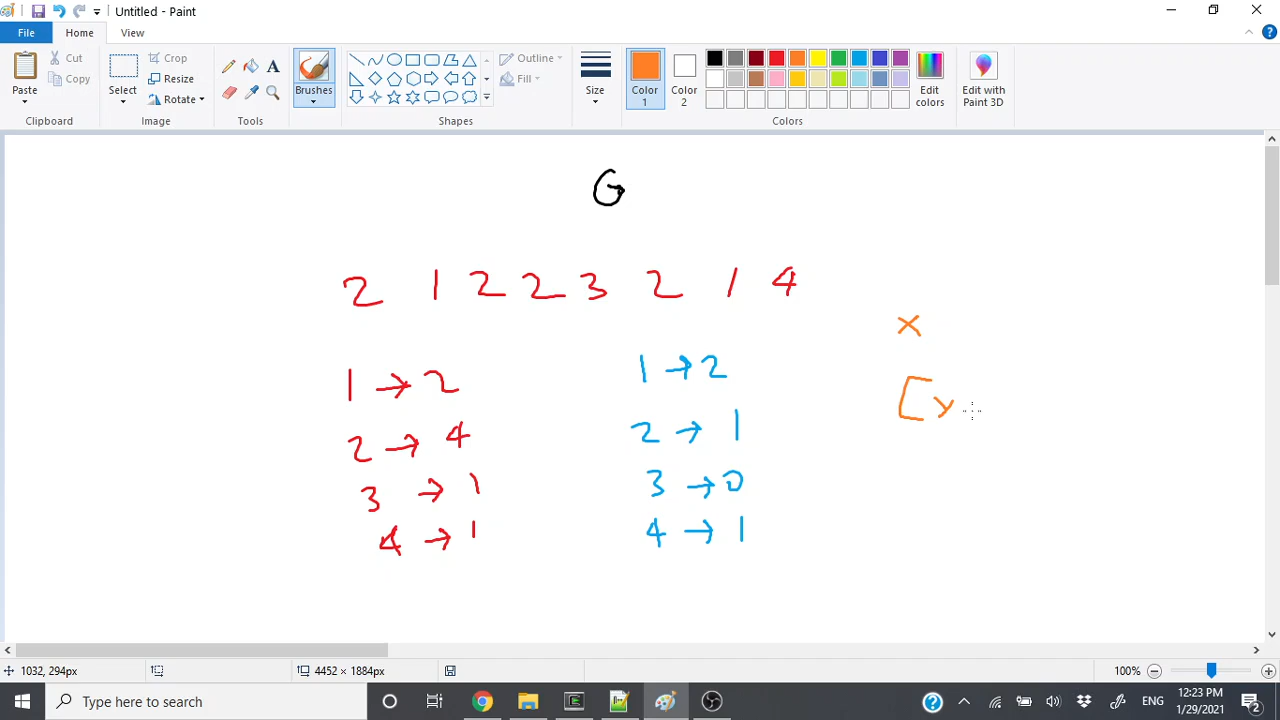 Untitled - Paint
File Home View
Paste
Cut
Copy
Clipboard
Select
Crop
Resize
Rotate
Image
A
Tools
Brushes
Outline
Fill
Shapes
Size
Color 1
Color 2
Edit colors
Colors
Edit with Paint 3D
G
2 1 2 2 3 2 1 4
x
[ y
1 → 2
2 → 4
3 → 1
4 → 1
1 → 2
2 → 1
3 → 0
4 → 1
1032, 294px
4452 × 1884px
100%
Type here to search
ENG
12:23 PM
1/29/2021
2